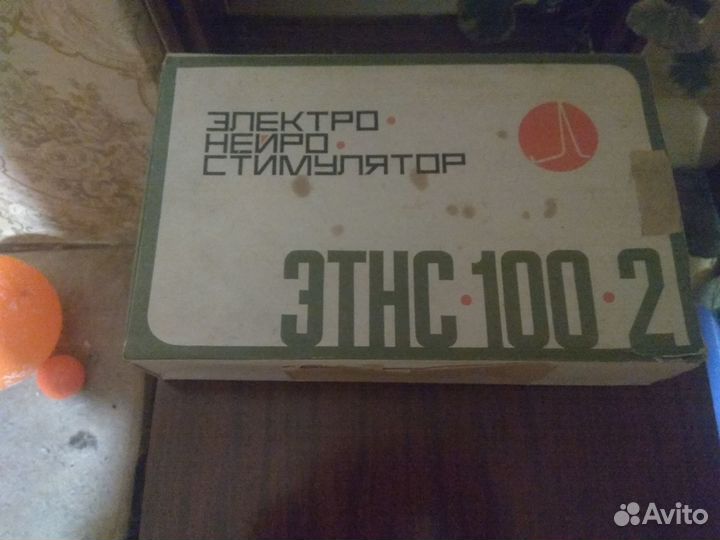 ЭЛЕКТРО·
НЕЙРО·
СТИМУЛЯТОР
ЭТНС·100·2
Avito